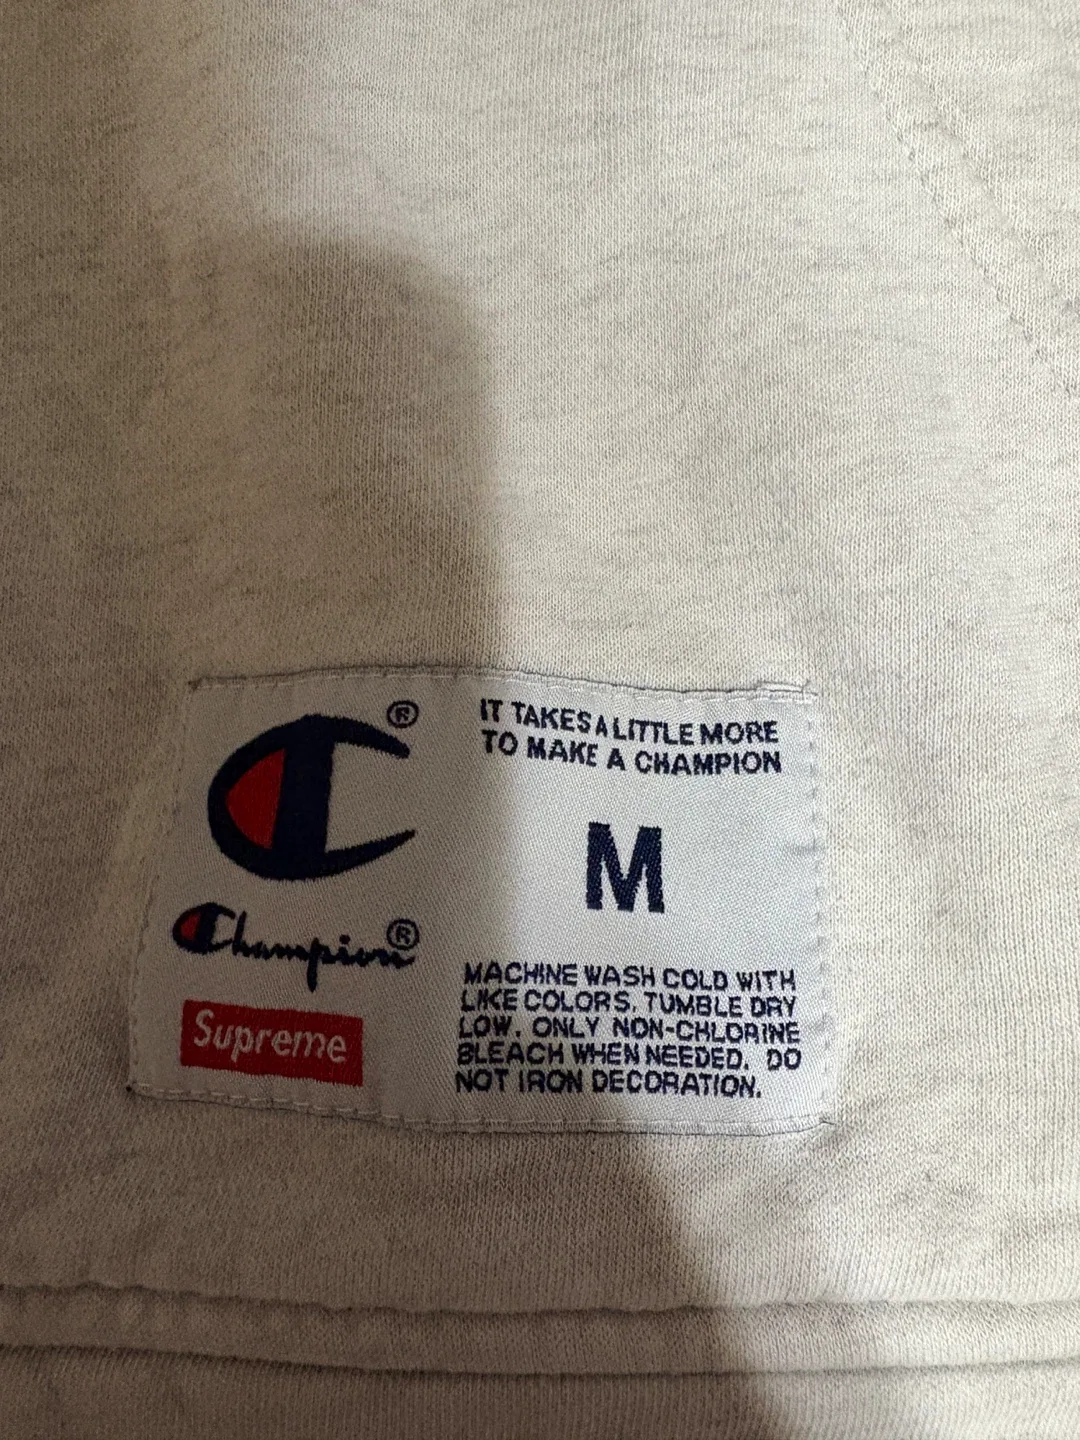 ®
Champion®
Supreme
IT TAKES A LITTLE MORE
TO MAKE A CHAMPION
M
MACHINE WASH COLD WITH
LIKE COLORS. TUMBLE DRY
LOW. ONLY NON-CHLORINE
BLEACH WHEN NEEDED. DO
NOT IRON DECORATION.